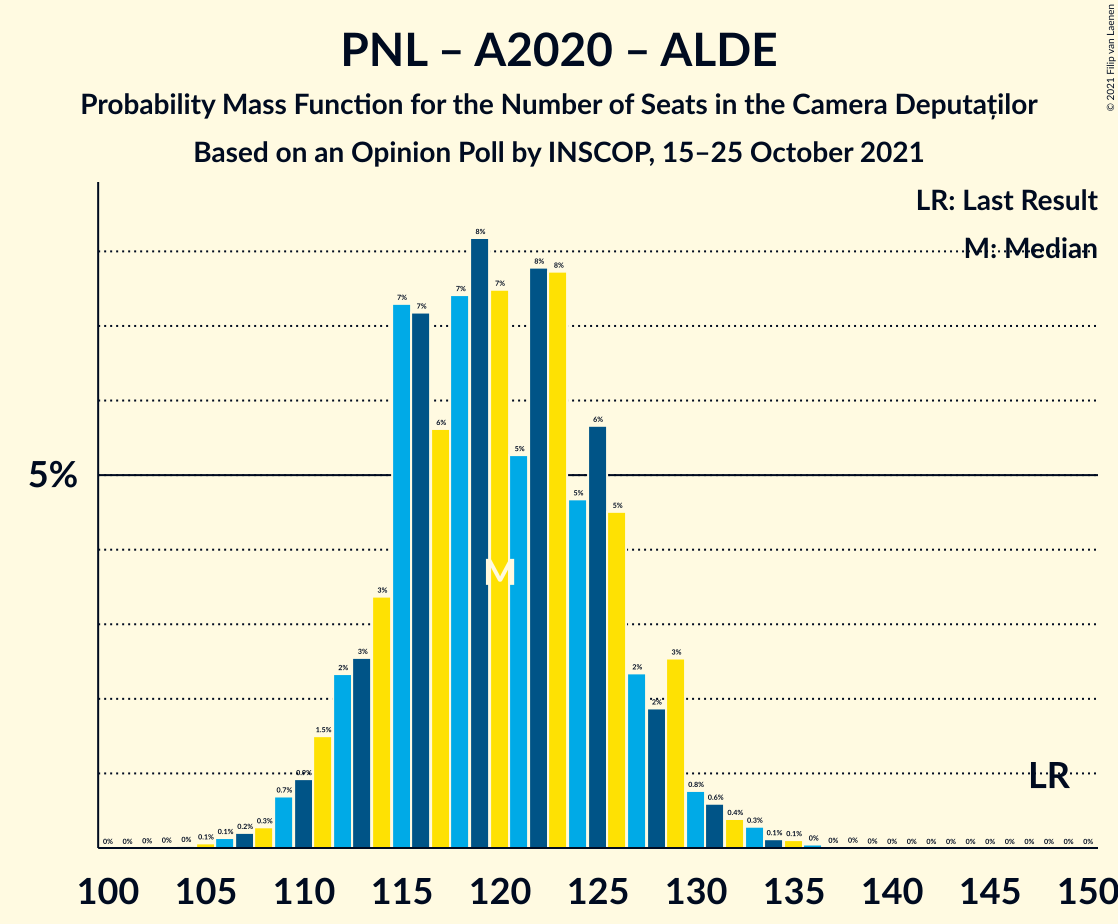 © 2021 Filip van Laenen
PNL – A2020 – ALDE
Probability Mass Function for the Number of Seats in the Camera Deputaților
Based on an Opinion Poll by INSCOP, 15–25 October 2021
LR: Last Result
M: Median
5%
0% 0% 0% 0% 0% 0.1% 0.1% 0.2% 0.3% 0.7% 0.9% 1.5% 2% 3% 3% 7% 7% 6% 7% 8% 7% 5% 8% 8% 5% 6% 5% 2% 2% 3% 0.8% 0.6% 0.4% 0.3% 0.1% 0.1% 0% 0% 0% 0% 0% 0% 0% 0% 0% 0% 0% 0% 0% 0% 0%
M
LR
100 105 110 115 120 125 130 135 140 145 150